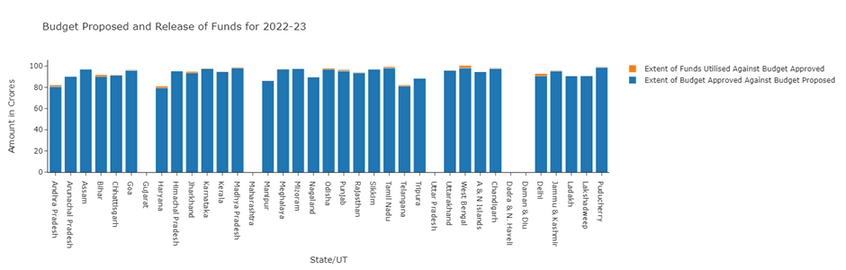 Budget Proposed and Release of Funds for 2022-23
100
80
60
40
20
0
Amount in Crores
Extent of Funds Utilised Against Budget Approved
Extent of Budget Approved Against Budget Proposed
Andhra Pradesh
Arunachal Pradesh
Assam
Bihar
Chhattisgarh
Goa
Gujarat
Haryana
Himachal Pradesh
Jharkhand
Karnataka
Kerala
Madhya Pradesh
Maharashtra
Manipur
Meghalaya
Mizoram
Nagaland
Odisha
Punjab
Rajasthan
Sikkim
Tamil Nadu
Telangana
Tripura
Uttar Pradesh
Uttarakhand
West Bengal
A & N Islands
Chandigarh
Dadra & N. Haveli
Daman & Diu
Delhi
Jammu & Kashmir
Ladakh
Lakshadweep
Puducherry
State/UT